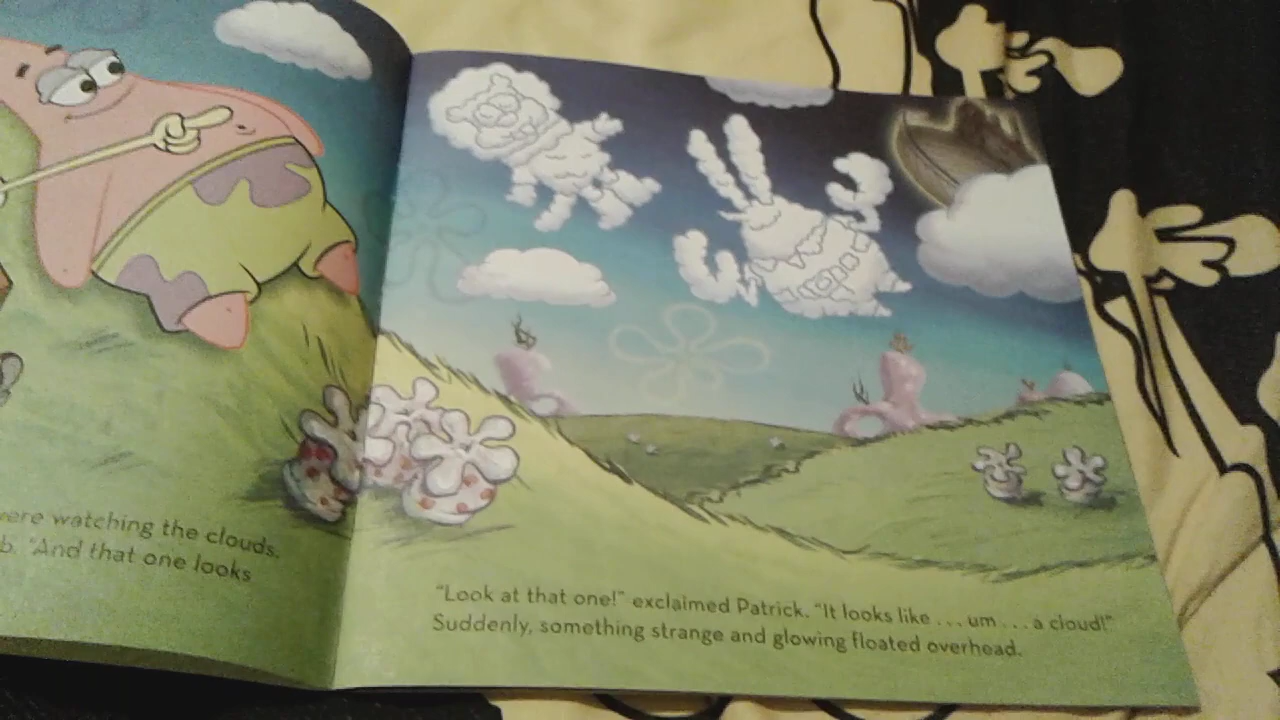 were watching the clouds.
b. “And that one looks
“Look at that one!” exclaimed Patrick. “It looks like . . . um . . . a cloud!”
Suddenly, something strange and glowing floated overhead.